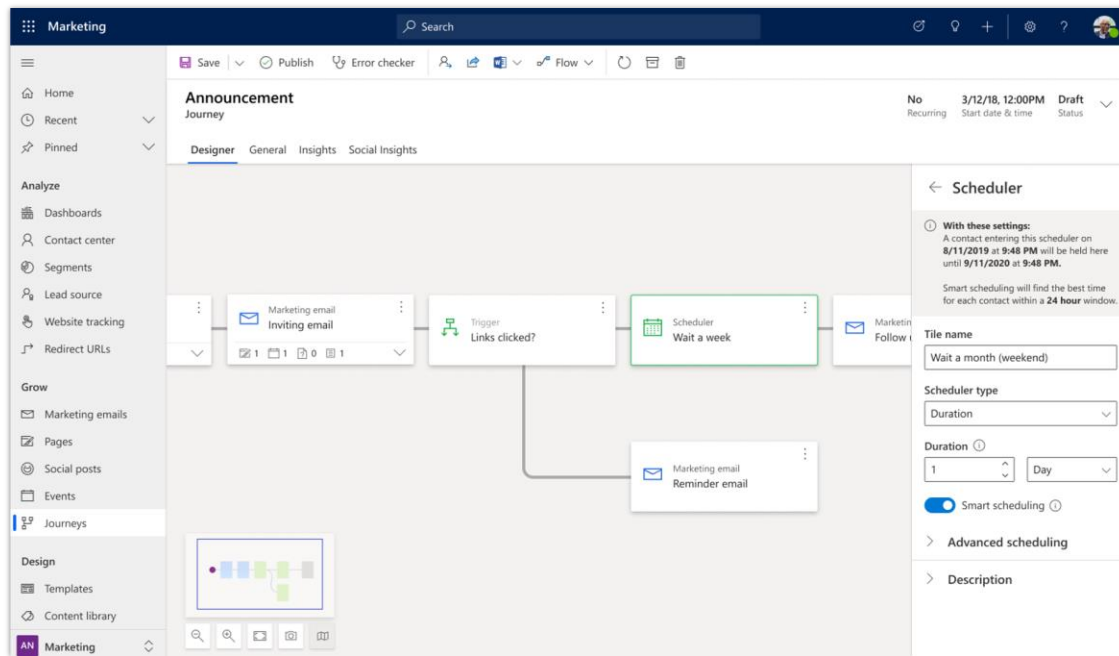 Marketing
Search
?
Save
Publish
Error checker
Flow
Announcement
Journey
No
Recurring
3/12/18, 12:00PM
Start date & time
Draft
Status
Designer
General
Insights
Social Insights
Home
Recent
Pinned
Analyze
Dashboards
Contact center
Segments
Lead source
Website tracking
Redirect URLs
Grow
Marketing emails
Pages
Social posts
Events
Journeys
Design
Templates
Content library
AN
Marketing
Marketing email
Inviting email
1
1
0
1
Trigger
Links clicked?
Scheduler
Wait a week
Follow
Marketing email
Reminder email
Scheduler
With these settings:
A contact entering this scheduler on
8/11/2019 at 9:48 PM will be held here
until 9/11/2020 at 9:48 PM.
Smart scheduling will find the best time
for each contact within a 24 hour window.
Tile name
Wait a month (weekend)
Scheduler type
Duration
Duration
1
Day
Smart scheduling
Advanced scheduling
Description